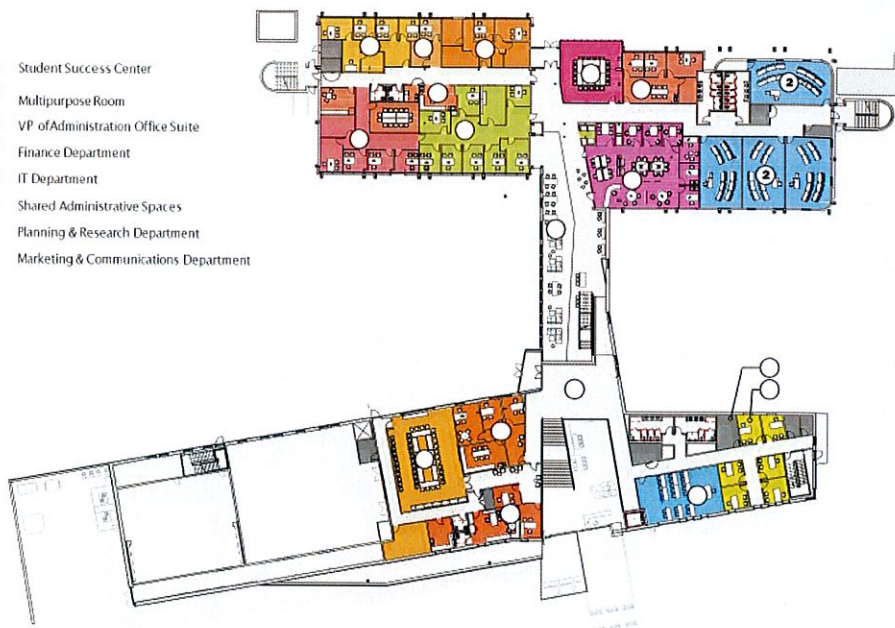 Student Success Center
Multipurpose Room
VP of Administration Office Suite
Finance Department
IT Department
Shared Administrative Spaces
Planning & Research Department
Marketing & Communications Department
2
2